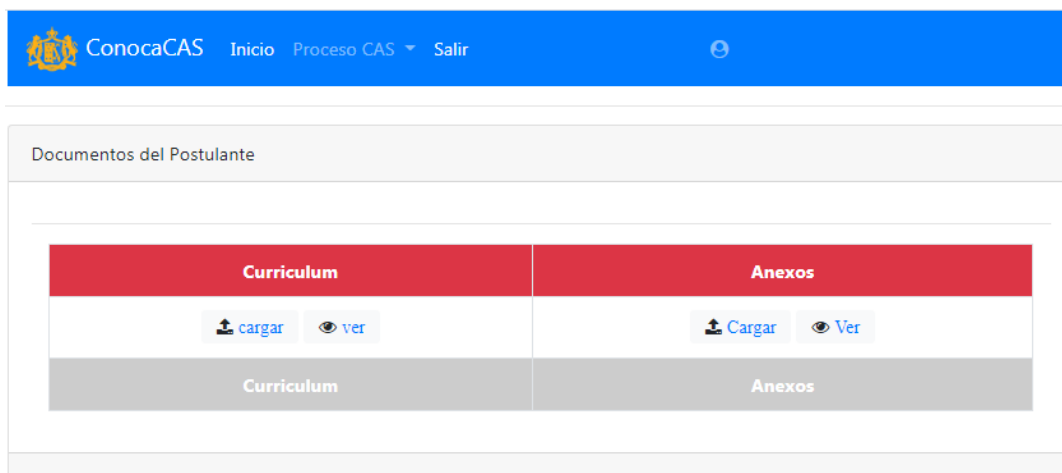 ConocaCAS Inicio Proceso CAS Salir
Documentos del Postulante
Curriculum Anexos
cargar ver Cargar Ver
Curriculum Anexos